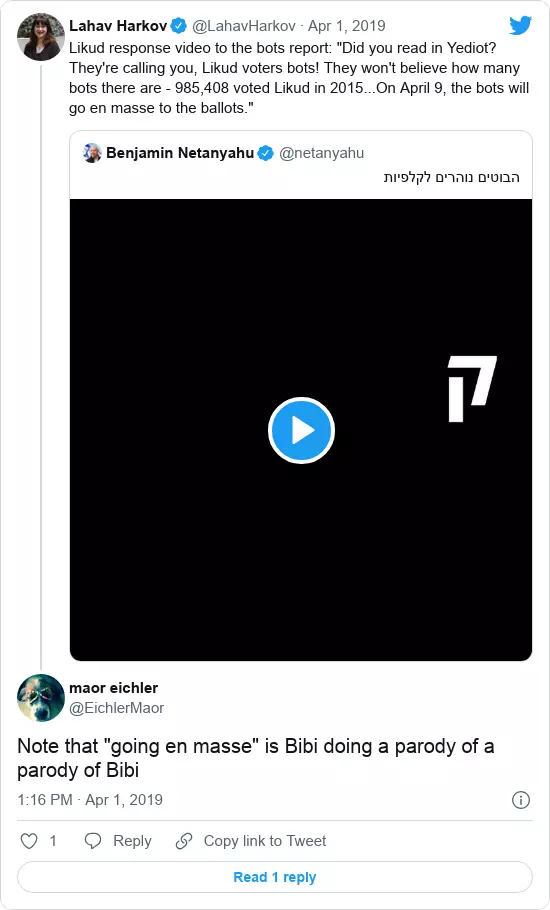 Lahav Harkov @LahavHarkov · Apr 1, 2019
Likud response video to the bots report: "Did you read in Yediot?
They're calling you, Likud voters bots! They won't believe how many
bots there are - 985,408 voted Likud in 2015...On April 9, the bots will
go en masse to the ballots."
Benjamin Netanyahu @netanyahu
הבוטים נוהרים לקלפיות
ק
maor eichler
@EichlerMaor
Note that "going en masse" is Bibi doing a parody of a
parody of Bibi
1:16 PM · Apr 1, 2019
1 Reply Copy link to Tweet
Read 1 reply